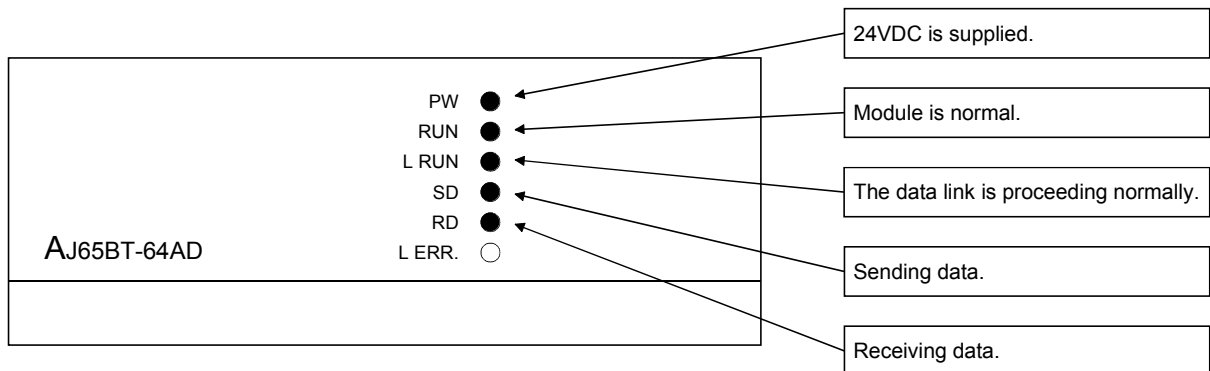 24VDC is supplied.
PW
Module is normal.
RUN
L RUN
The data link is proceeding normally.
SD
RD
AJ65BT-64AD
L ERR.
Sending data.
Receiving data.